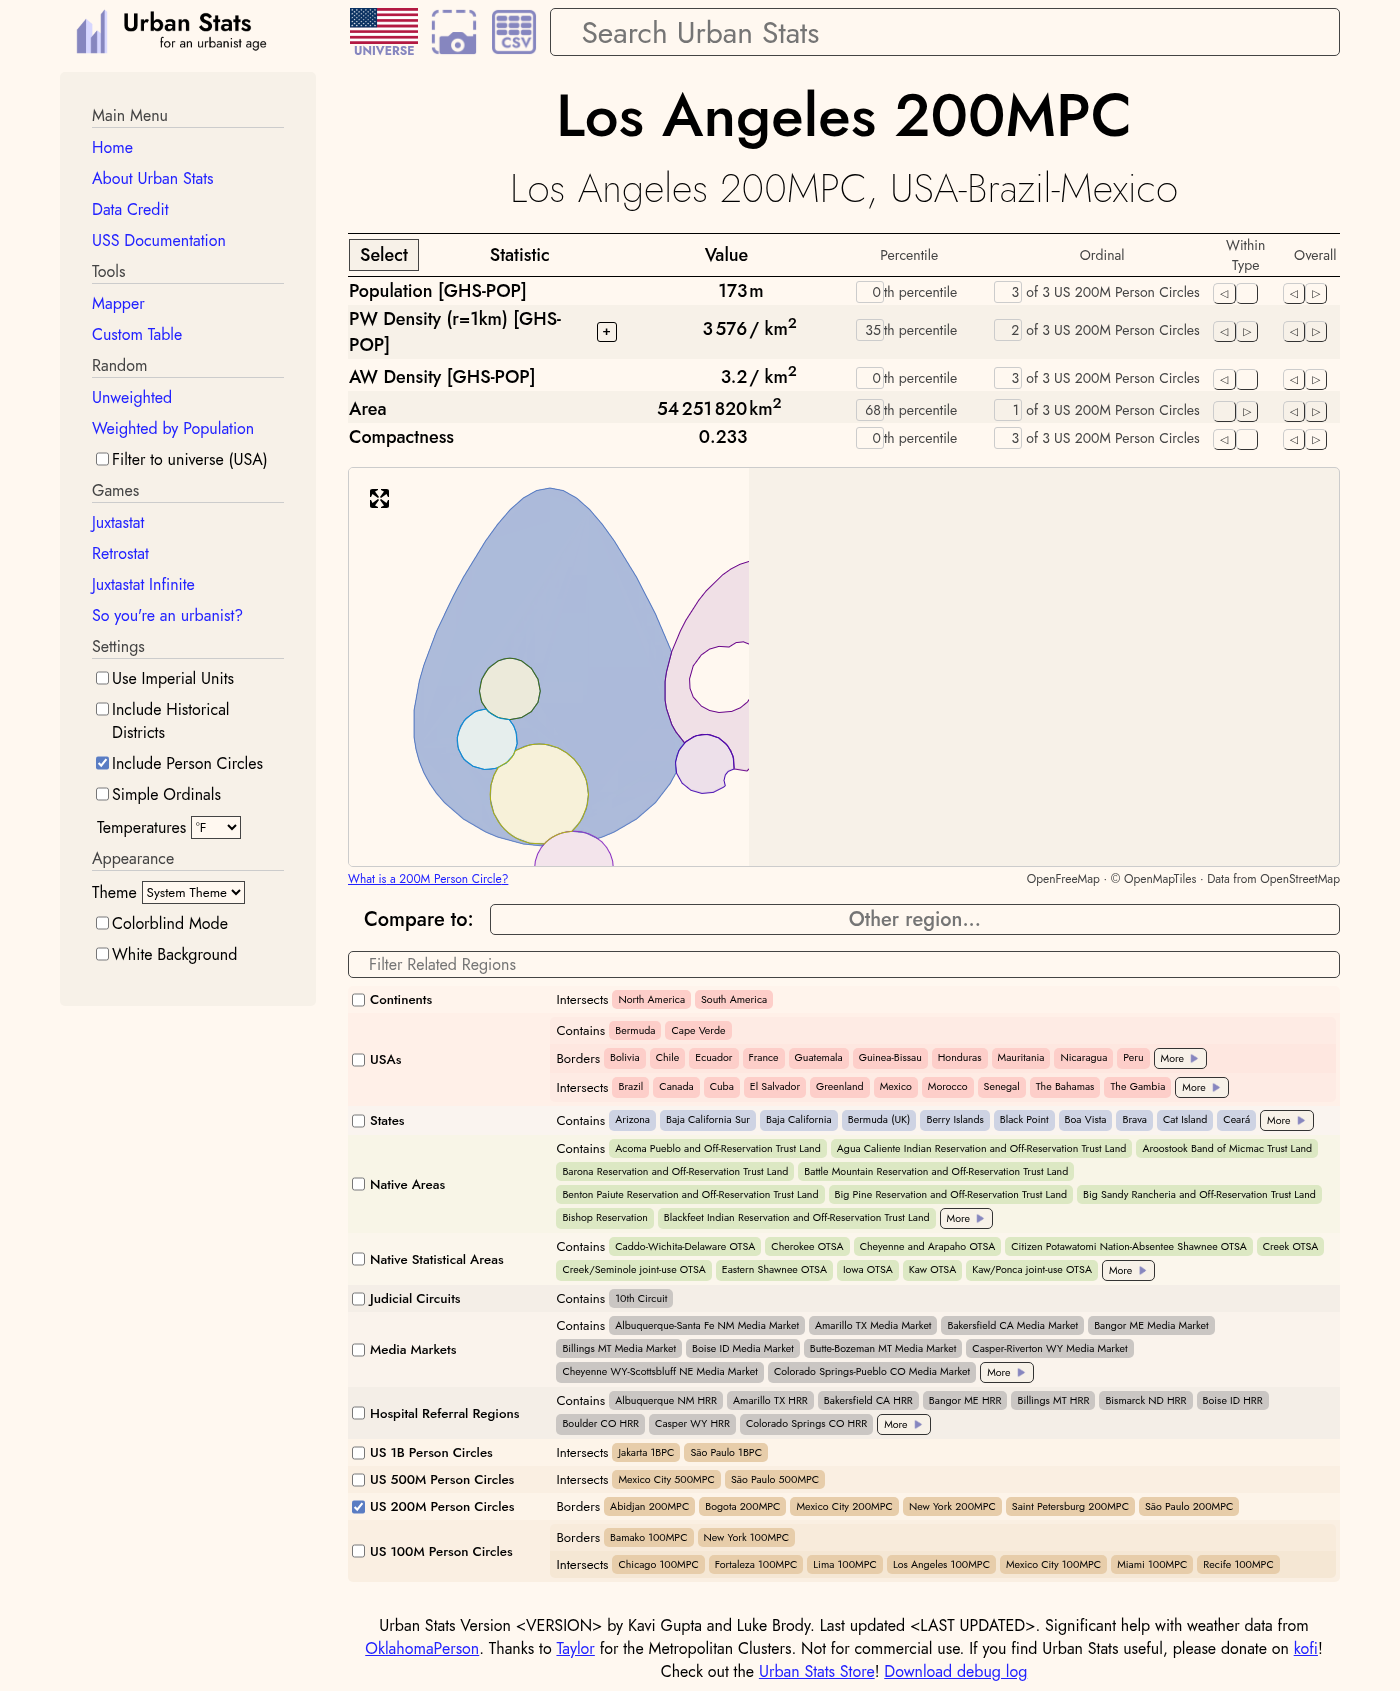 Urban Stats
for an urbanist age
UNIVERSE
CSV
Search Urban Stats
Main Menu
Home
About Urban Stats
Data Credit
USS Documentation
Tools
Mapper
Custom Table
Random
Unweighted
Weighted by Population
Filter to universe (USA)
Games
Juxtastat
Retrostat
Juxtastat Infinite
So you're an urbanist?
Settings
Use Imperial Units
Include Historical
Districts
Include Person Circles
Simple Ordinals
Temperatures °F
Appearance
Theme System Theme
Colorblind Mode
White Background
Los Angeles 200MPC
Los Angeles 200MPC, USA-Brazil-Mexico
Select Statistic Value Percentile Ordinal Within Type Overall
Population [GHS-POP] 173m 0th percentile 3 of 3 US 200M Person Circles
PW Density (r=1km) [GHS-POP] + 3 576 / km² 35th percentile 2 of 3 US 200M Person Circles
AW Density [GHS-POP] 3.2 / km² 0th percentile 3 of 3 US 200M Person Circles
Area 54 251 820 km² 68th percentile 1 of 3 US 200M Person Circles
Compactness 0.233 0th percentile 3 of 3 US 200M Person Circles
What is a 200M Person Circle? OpenFreeMap · © OpenMapTiles · Data from OpenStreetMap
Compare to: Other region...
Filter Related Regions
Continents Intersects North America South America
USAs
Contains Bermuda Cape Verde
Borders Bolivia Chile Ecuador France Guatemala Guinea-Bissau Honduras Mauritania Nicaragua Peru More
Intersects Brazil Canada Cuba El Salvador Greenland Mexico Morocco Senegal The Bahamas The Gambia More
States Contains Arizona Baja California Sur Baja California Bermuda (UK) Berry Islands Black Point Boa Vista Brava Cat Island Ceará More
Native Areas
Contains Acoma Pueblo and Off-Reservation Trust Land Agua Caliente Indian Reservation and Off-Reservation Trust Land Aroostook Band of Micmac Trust Land
Barona Reservation and Off-Reservation Trust Land Battle Mountain Reservation and Off-Reservation Trust Land
Benton Paiute Reservation and Off-Reservation Trust Land Big Pine Reservation and Off-Reservation Trust Land Big Sandy Rancheria and Off-Reservation Trust Land
Bishop Reservation Blackfeet Indian Reservation and Off-Reservation Trust Land More
Native Statistical Areas
Contains Caddo-Wichita-Delaware OTSA Cherokee OTSA Cheyenne and Arapaho OTSA Citizen Potawatomi Nation-Absentee Shawnee OTSA Creek OTSA
Creek/Seminole joint-use OTSA Eastern Shawnee OTSA Iowa OTSA Kaw OTSA Kaw/Ponca joint-use OTSA More
Judicial Circuits Contains 10th Circuit
Media Markets
Contains Albuquerque-Santa Fe NM Media Market Amarillo TX Media Market Bakersfield CA Media Market Bangor ME Media Market
Billings MT Media Market Boise ID Media Market Butte-Bozeman MT Media Market Casper-Riverton WY Media Market
Cheyenne WY-Scottsbluff NE Media Market Colorado Springs-Pueblo CO Media Market More
Hospital Referral Regions
Contains Albuquerque NM HRR Amarillo TX HRR Bakersfield CA HRR Bangor ME HRR Billings MT HRR Bismarck ND HRR Boise ID HRR
Boulder CO HRR Casper WY HRR Colorado Springs CO HRR More
US 1B Person Circles Intersects Jakarta 1BPC São Paulo 1BPC
US 500M Person Circles Intersects Mexico City 500MPC São Paulo 500MPC
US 200M Person Circles Borders Abidjan 200MPC Bogota 200MPC Mexico City 200MPC New York 200MPC Saint Petersburg 200MPC São Paulo 200MPC
US 100M Person Circles
Borders Bamako 100MPC New York 100MPC
Intersects Chicago 100MPC Fortaleza 100MPC Lima 100MPC Los Angeles 100MPC Mexico City 100MPC Miami 100MPC Recife 100MPC
Urban Stats Version <VERSION> by Kavi Gupta and Luke Brody. Last updated <LAST UPDATED>. Significant help with weather data from
OklahomaPerson. Thanks to Taylor for the Metropolitan Clusters. Not for commercial use. If you find Urban Stats useful, please donate on kofi!
Check out the Urban Stats Store! Download debug log